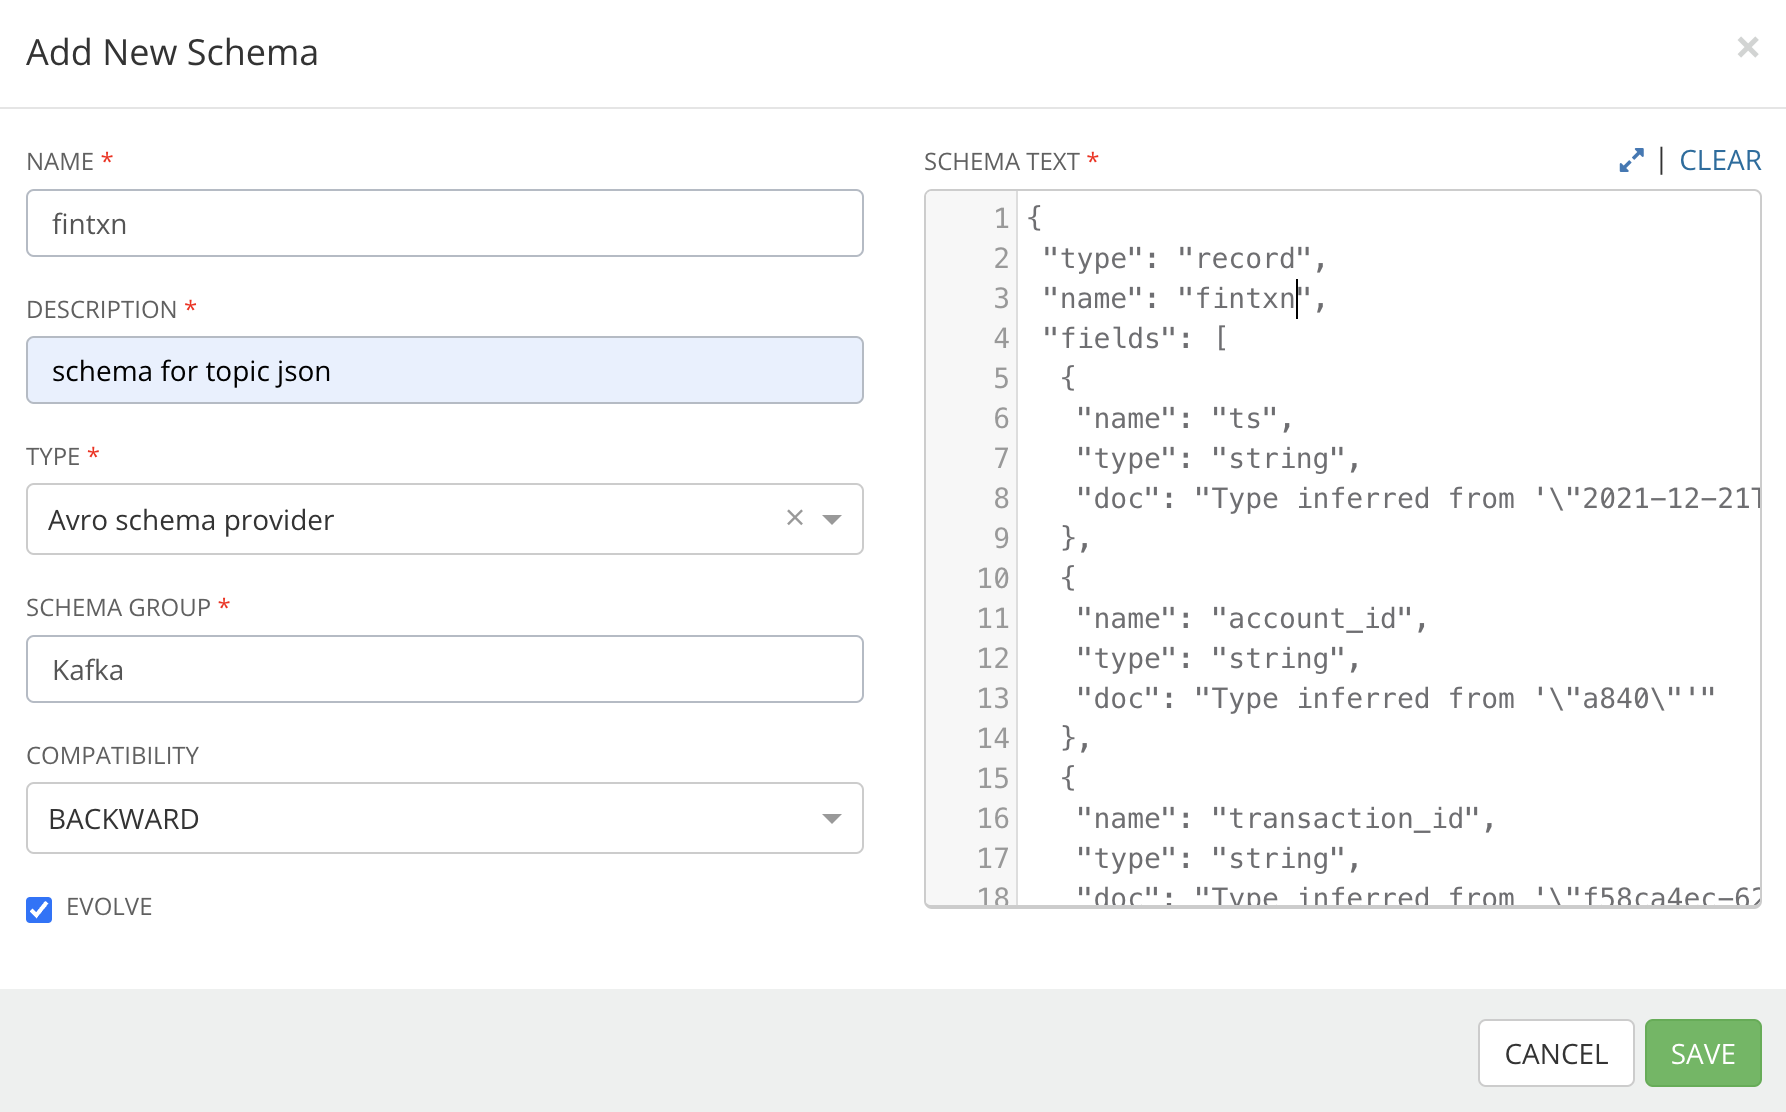 Add New Schema
×
NAME *
fintxn
DESCRIPTION *
schema for topic json
TYPE *
Avro schema provider
SCHEMA GROUP *
Kafka
COMPATIBILITY
BACKWARD
EVOLVE
SCHEMA TEXT *
| CLEAR
1 {
2 "type": "record",
3 "name": "fintxn",
4 "fields": [
5 {
6 "name": "ts",
7 "type": "string",
8 "doc": "Type inferred from '\"2021-12-21T
9 },
10 {
11 "name": "account_id",
12 "type": "string",
13 "doc": "Type inferred from '\"a840\"'"
14 },
15 {
16 "name": "transaction_id",
17 "type": "string",
18 "doc": "Type inferred from '\"f58ca4ec-62
CANCEL
SAVE